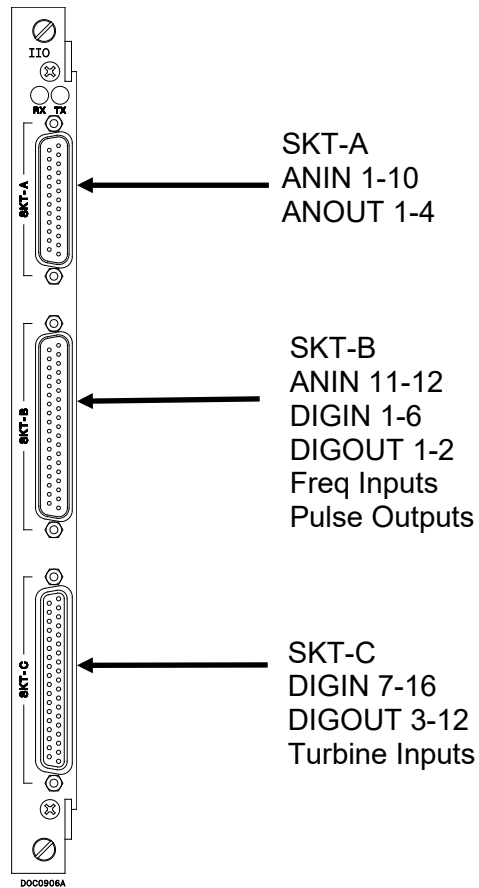 IIO
RX TX
SKT-A
SKT-A
ANIN 1-10
ANOUT 1-4
SKT-B
SKT-B
ANIN 11-12
DIGIN 1-6
DIGOUT 1-2
Freq Inputs
Pulse Outputs
SKT-C
SKT-C
DIGIN 7-16
DIGOUT 3-12
Turbine Inputs
DOC0906A